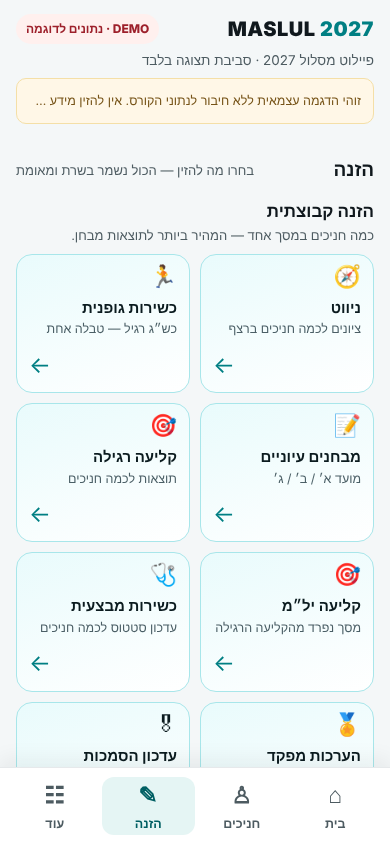 MASLUL 2027
DEMO · נתונים לדוגמה
פיילוט מסלול 2027 · סביבת תצוגה בלבד
זוהי הדגמה עצמאית ללא חיבור לנתוני הקורס. אין להזין מידע ...
הזנה
בחרו מה להזין — הכול נשמר בשרת ומאומת
הזנה קבוצתית
כמה חניכים במסך אחד — המהיר ביותר לתוצאות מבחן.
ניווט
ציונים לכמה חניכים ברצף
כשירות גופנית
כש״ג רגיל — טבלה אחת
מבחנים עיוניים
מועד א׳ / ב׳ / ג׳
קליעה רגילה
תוצאות לכמה חניכים
קליעה יל״מ
מסך נפרד מהקליעה הרגילה
כשירות מבצעית
עדכון סטטוס לכמה חניכים
הערכות מפקד
עדכון הסמכות
בית
חניכים
הזנה
עוד